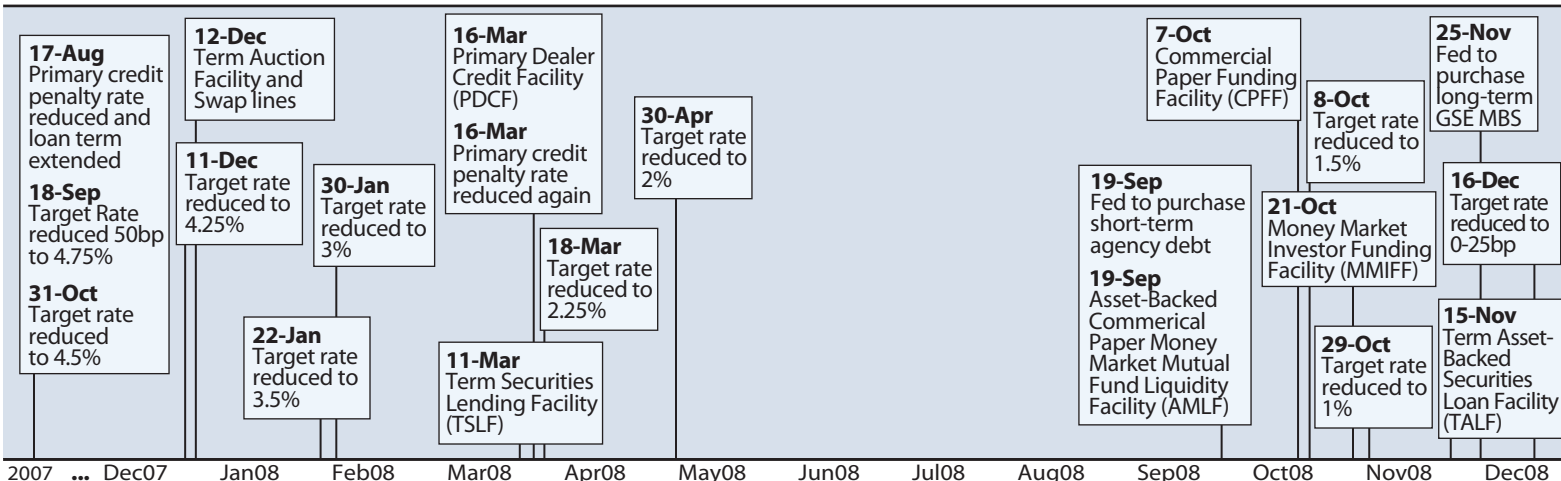 17-Aug
Primary credit
penalty rate
reduced and
loan term
extended
18-Sep
Target Rate
reduced 50bp
to 4.75%
31-Oct
Target rate
reduced
to 4.5%
12-Dec
Term Auction
Facility and
Swap lines
11-Dec
Target rate
reduced to
4.25%
22-Jan
Target rate
reduced to
3.5%
30-Jan
Target rate
reduced to
3%
16-Mar
Primary Dealer
Credit Facility
(PDCF)
16-Mar
Primary credit
penalty rate
reduced again
11-Mar
Term Securities
Lending Facility
(TSLF)
18-Mar
Target rate
reduced to
2.25%
30-Apr
Target rate
reduced to
2%
19-Sep
Fed to purchase
short-term
agency debt
19-Sep
Asset-Backed
Commerical
Paper Money
Market Mutual
Fund Liquidity
Facility (AMLF)
7-Oct
Commercial
Paper Funding
Facility (CPFF)
8-Oct
Target rate
reduced to
1.5%
21-Oct
Money Market
Investor Funding
Facility (MMIFF)
29-Oct
Target rate
reduced to
1%
25-Nov
Fed to
purchase
long-term
GSE MBS
16-Dec
Target rate
reduced to
0-25bp
15-Nov
Term Asset-
Backed
Securities
Loan Facility
(TALF)
2007 ... Dec07 Jan08 Feb08 Mar08 Apr08 May08 Jun08 Jul08 Aug08 Sep08 Oct08 Nov08 Dec08